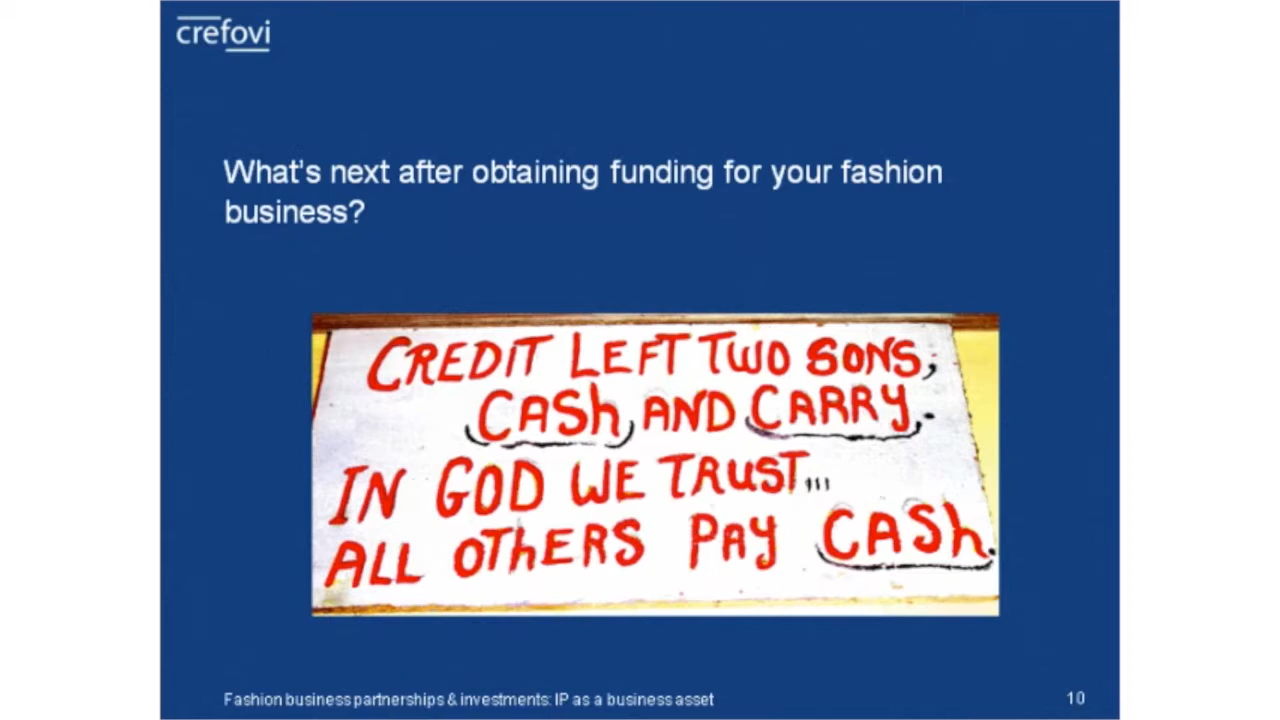 crefovi
What's next after obtaining funding for your fashion
business?
CREDIT LEFT TWO SONS,
CASh AND CARRY.
IN GOD WE TRUST...
ALL OThERS PAY CASh.
Fashion business partnerships & investments: IP as a business asset
10